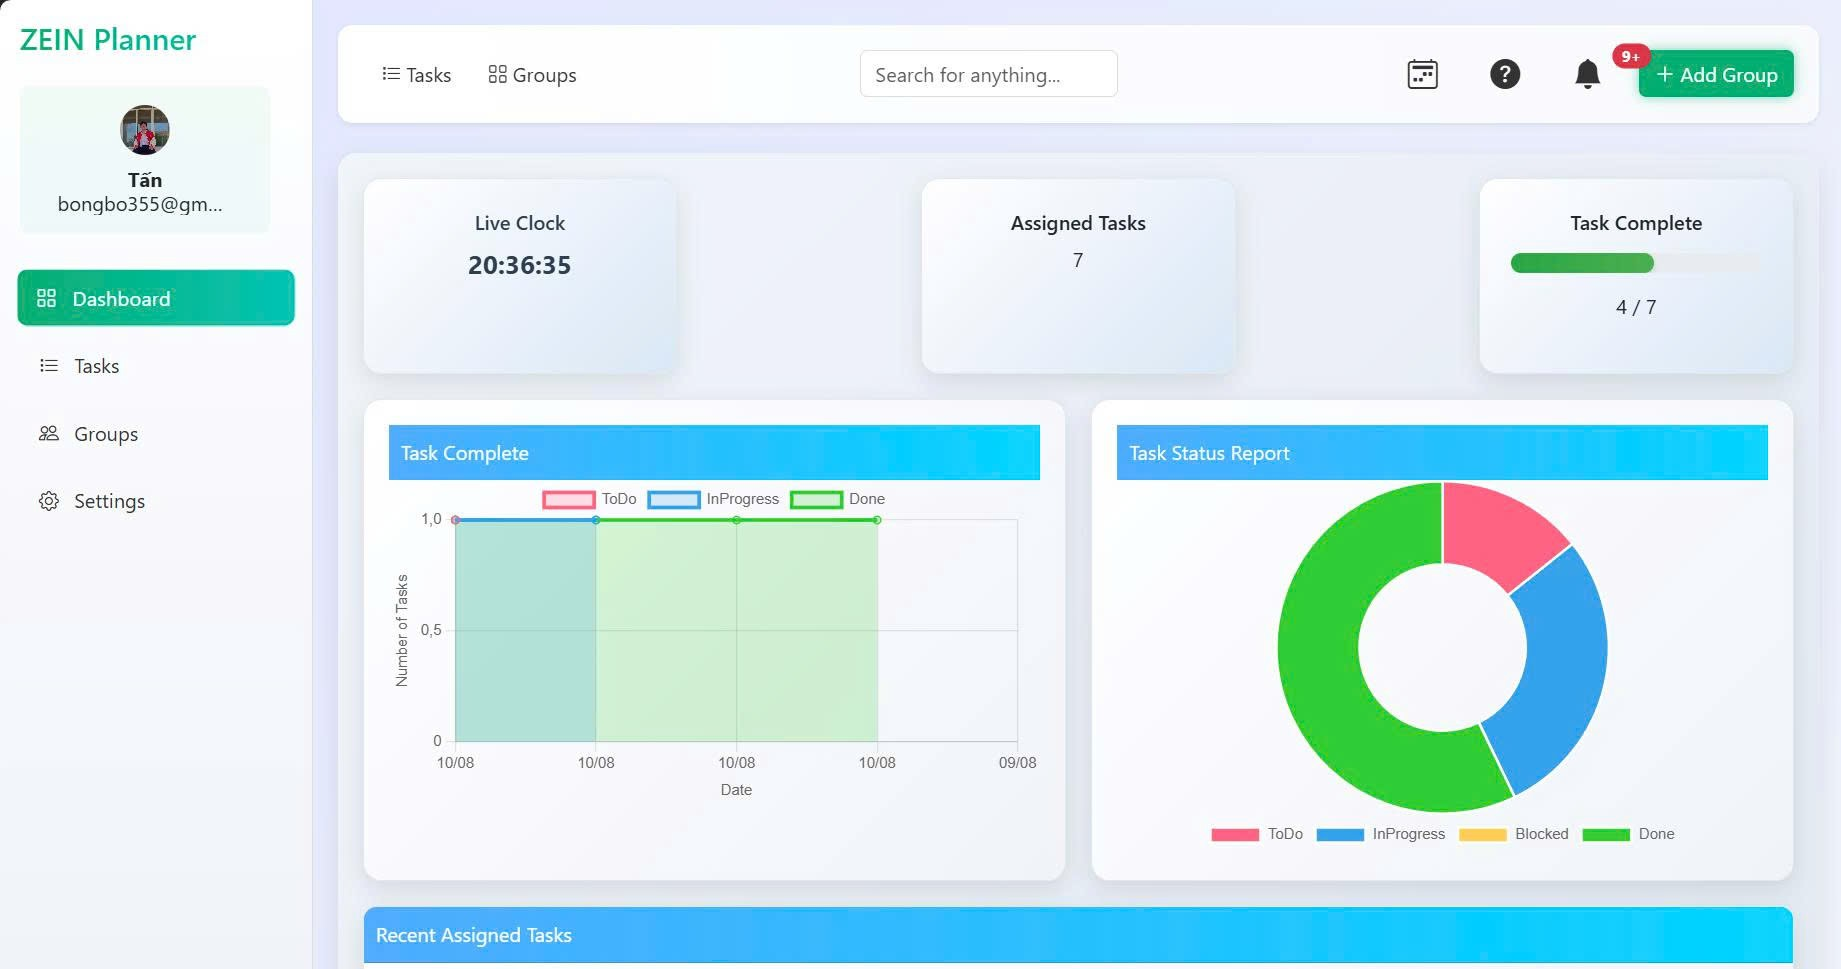 ZEIN Planner
Tấn
bongbo355@gm...
Dashboard
Tasks
Groups
Settings
Tasks
Groups
Search for anything...
9+
+ Add Group
Live Clock
20:36:35
Assigned Tasks
7
Task Complete
4 / 7
Task Complete
ToDo InProgress Done
1,0
0,5
0
Number of Tasks
10/08 10/08 10/08 10/08 09/08
Date
Task Status Report
ToDo InProgress Blocked Done
Recent Assigned Tasks